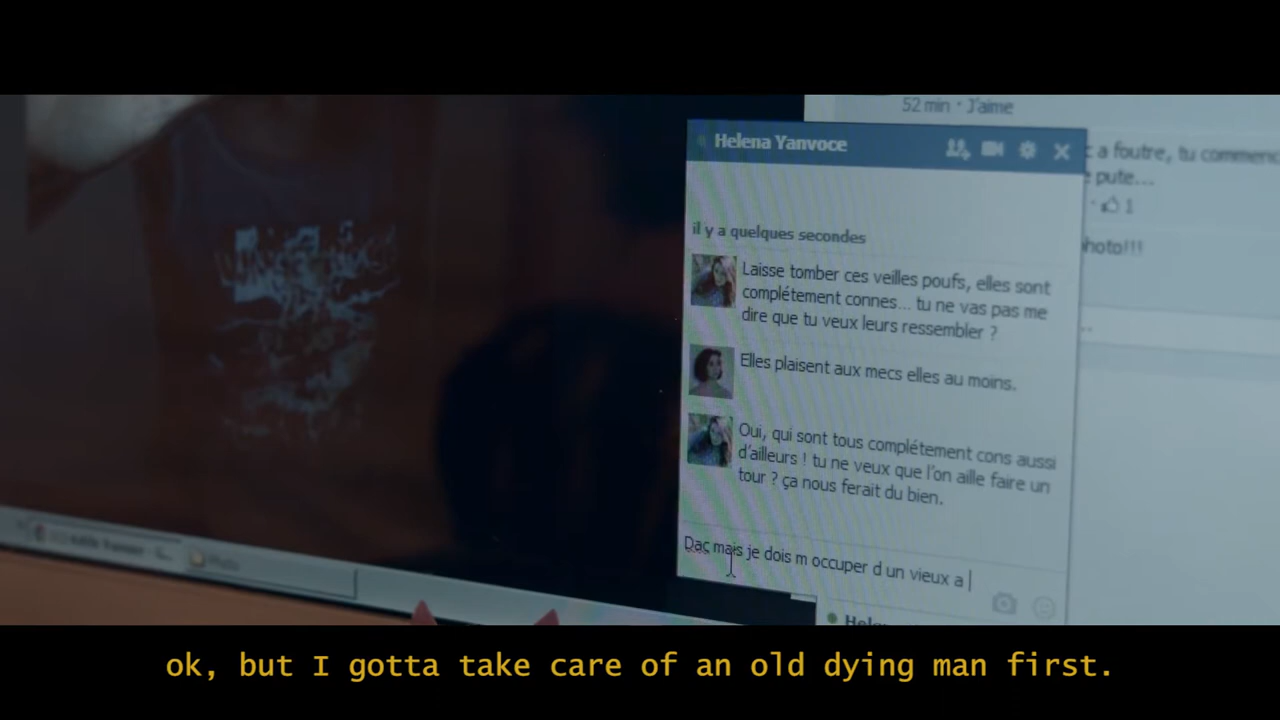 52 min · J'aime
Helena Yanvoce
a foutre, tu commenc
pute...
1
hoto!!!
il y a quelques secondes
Laisse tomber ces veilles poufs, elles sont
complétement connes... tu ne vas pas me
dire que tu veux leurs ressembler ?
Elles plaisent aux mecs elles au moins.
Oui, qui sont tous complétement cons aussi
d'ailleurs ! tu ne veux que l'on aille faire un
tour ? ça nous ferait du bien.
Dac mais je dois m occuper d un vieux a
Hele
ok, but I gotta take care of an old dying man first.